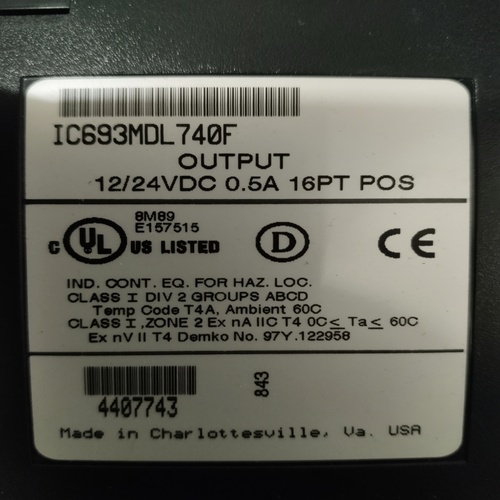 IC693MDL740F
OUTPUT
12/24VDC 0.5A 16PT POS
8M89
E157515
C UL US LISTED
D
CE
IND. CONT. EQ. FOR HAZ. LOC.
CLASS I DIV 2 GROUPS ABCD
Temp Code T4A, Ambient 60C
CLASS I ,ZONE 2 Ex nA IIC T4 0C≤ Ta≤ 60C
Ex nV II T4 Demko No. 97Y.122958
843
4407743
Made in Charlottesville, Va. USA